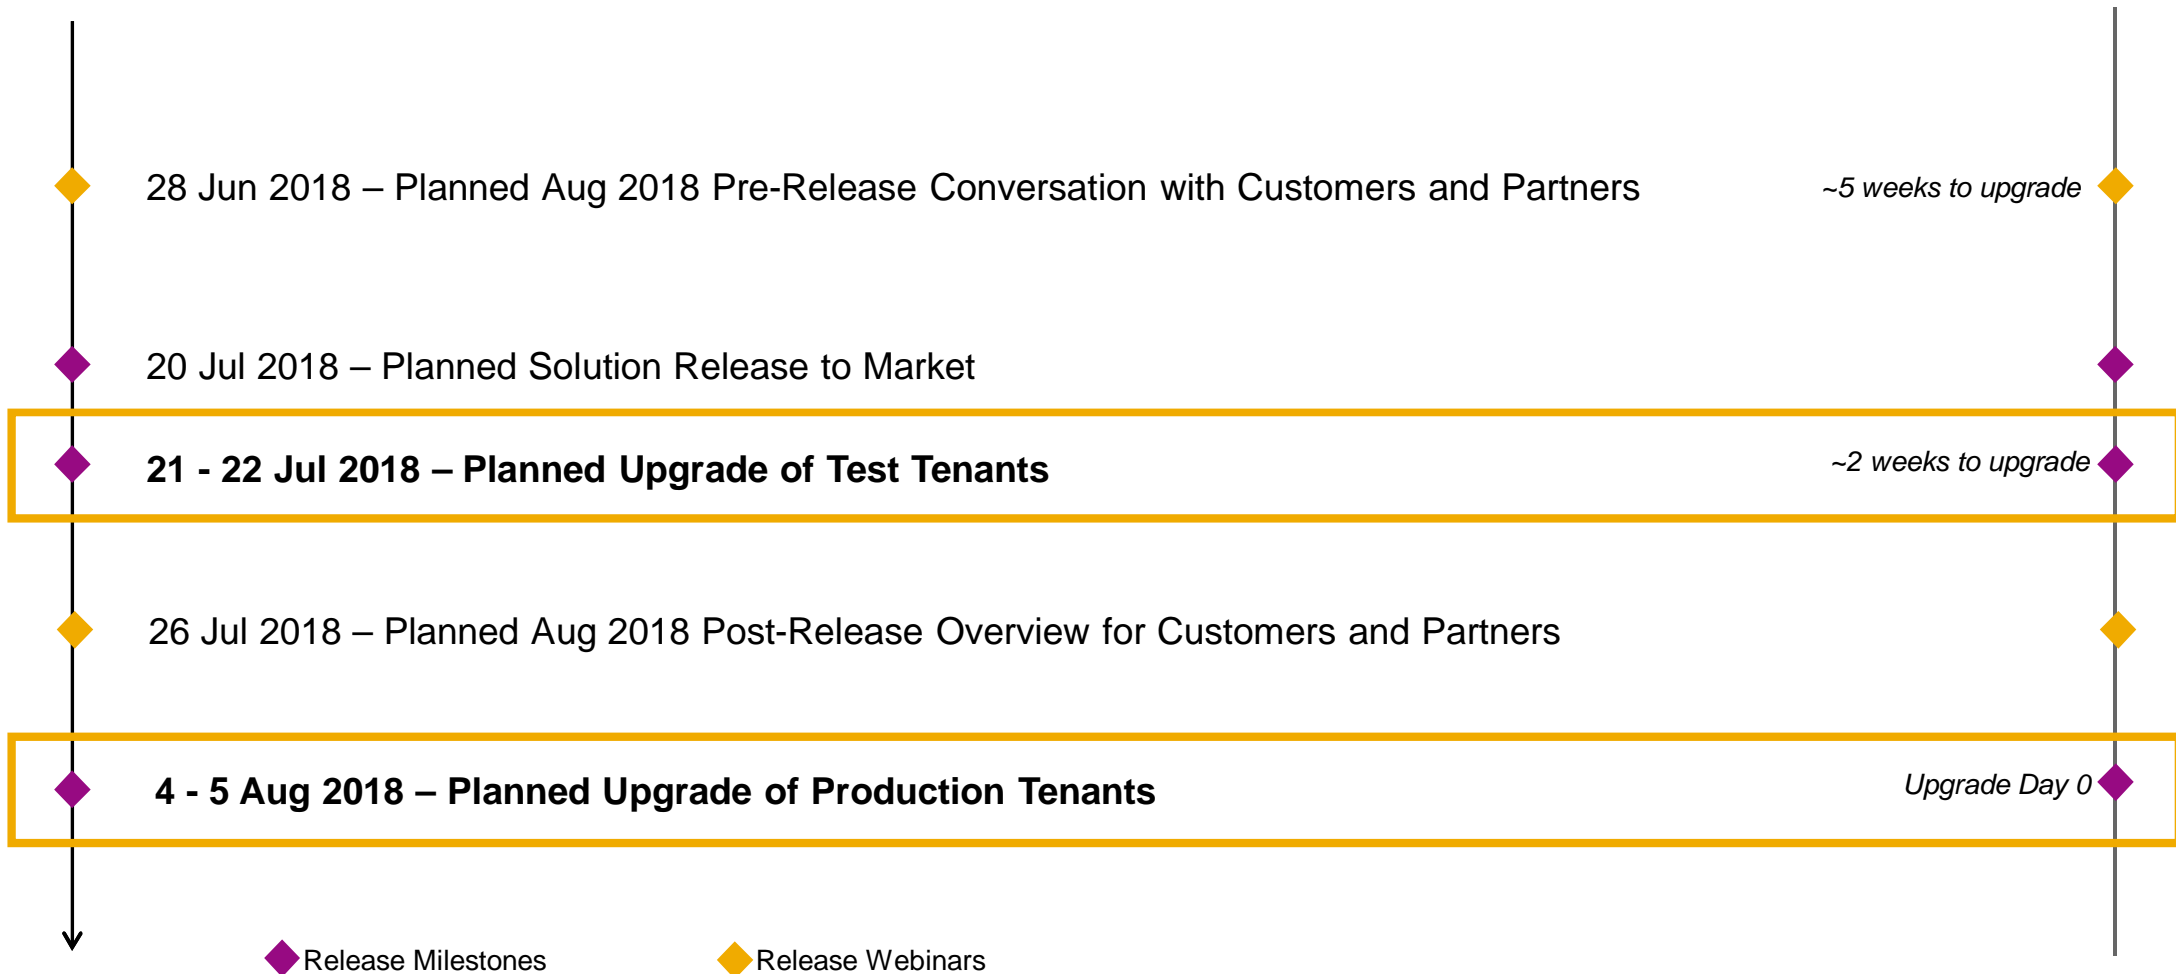 28 Jun 2018 – Planned Aug 2018 Pre-Release Conversation with Customers and Partners
~5 weeks to upgrade
20 Jul 2018 – Planned Solution Release to Market
21 - 22 Jul 2018 – Planned Upgrade of Test Tenants
~2 weeks to upgrade
26 Jul 2018 – Planned Aug 2018 Post-Release Overview for Customers and Partners
4 - 5 Aug 2018 – Planned Upgrade of Production Tenants
Upgrade Day 0
Release Milestones
Release Webinars